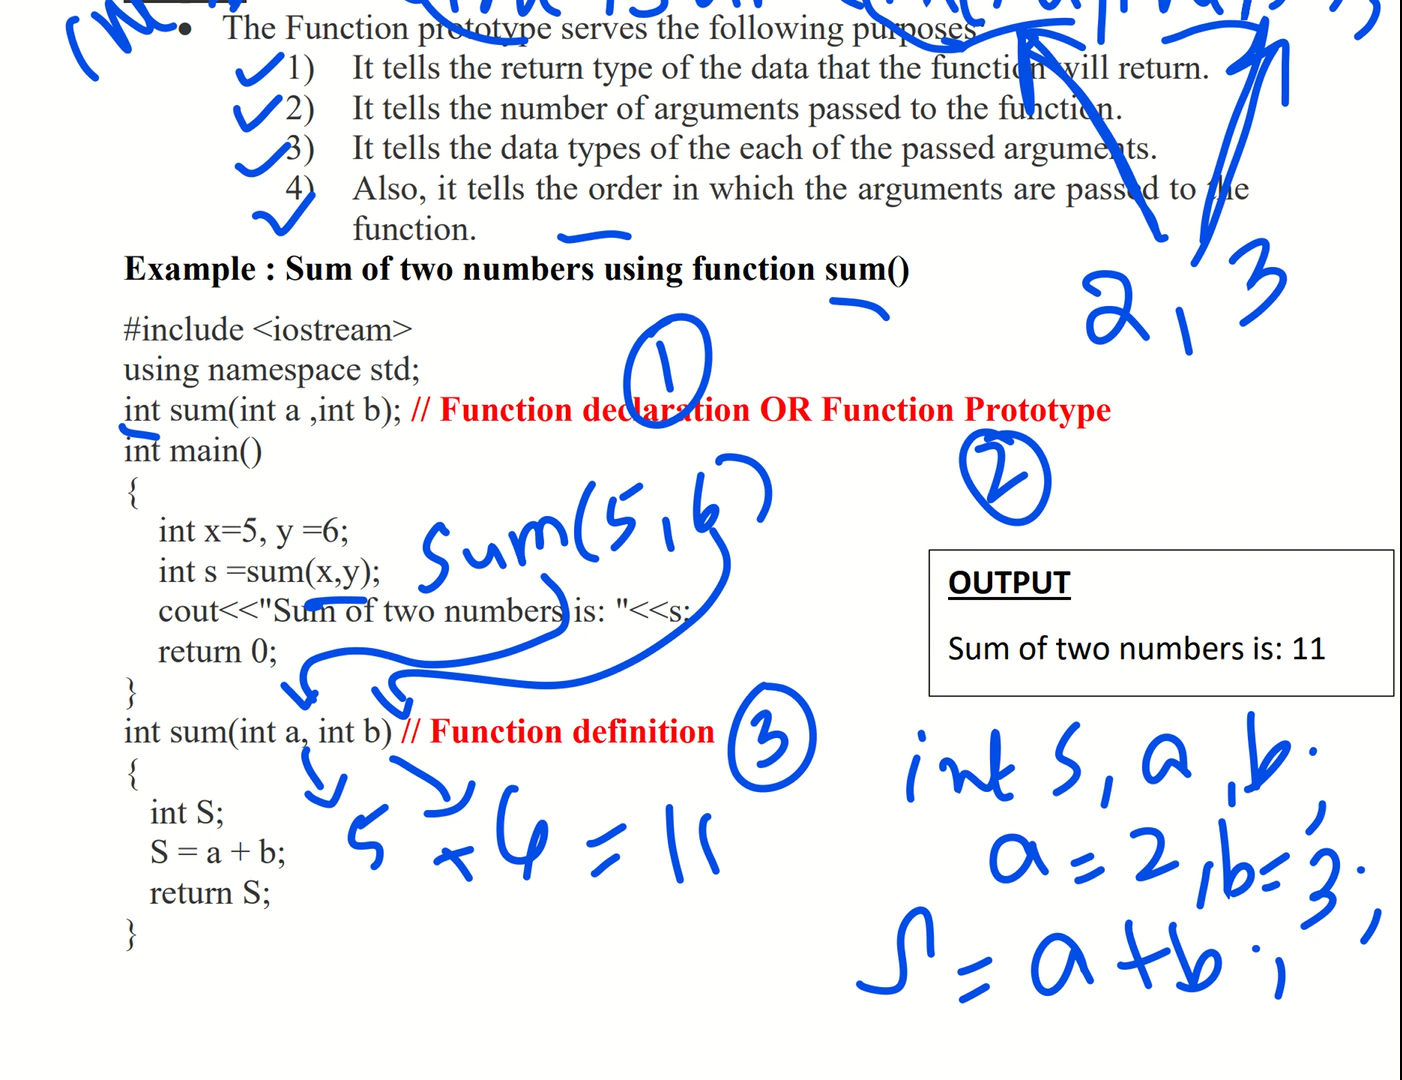 • The Function prototype serves the following purposes
1) It tells the return type of the data that the function will return.
2) It tells the number of arguments passed to the function.
3) It tells the data types of the each of the passed arguments.
4) Also, it tells the order in which the arguments are passed to the
function.
2, 3
Example : Sum of two numbers using function sum()
#include <iostream>
using namespace std;
1
int sum(int a ,int b); // Function declaration OR Function Prototype
int main()
2
{
int x=5, y =6;
sum(5,6)
int s =sum(x,y);
cout<<"Sum of two numbers is: "<<s;
return 0;
}
OUTPUT
Sum of two numbers is: 11
int sum(int a, int b) // Function definition
3
{
int S;
S = a + b;
return S;
}
5 + 6 = 11
int s, a, b;
a = 2, b = 3;
S = a + b;